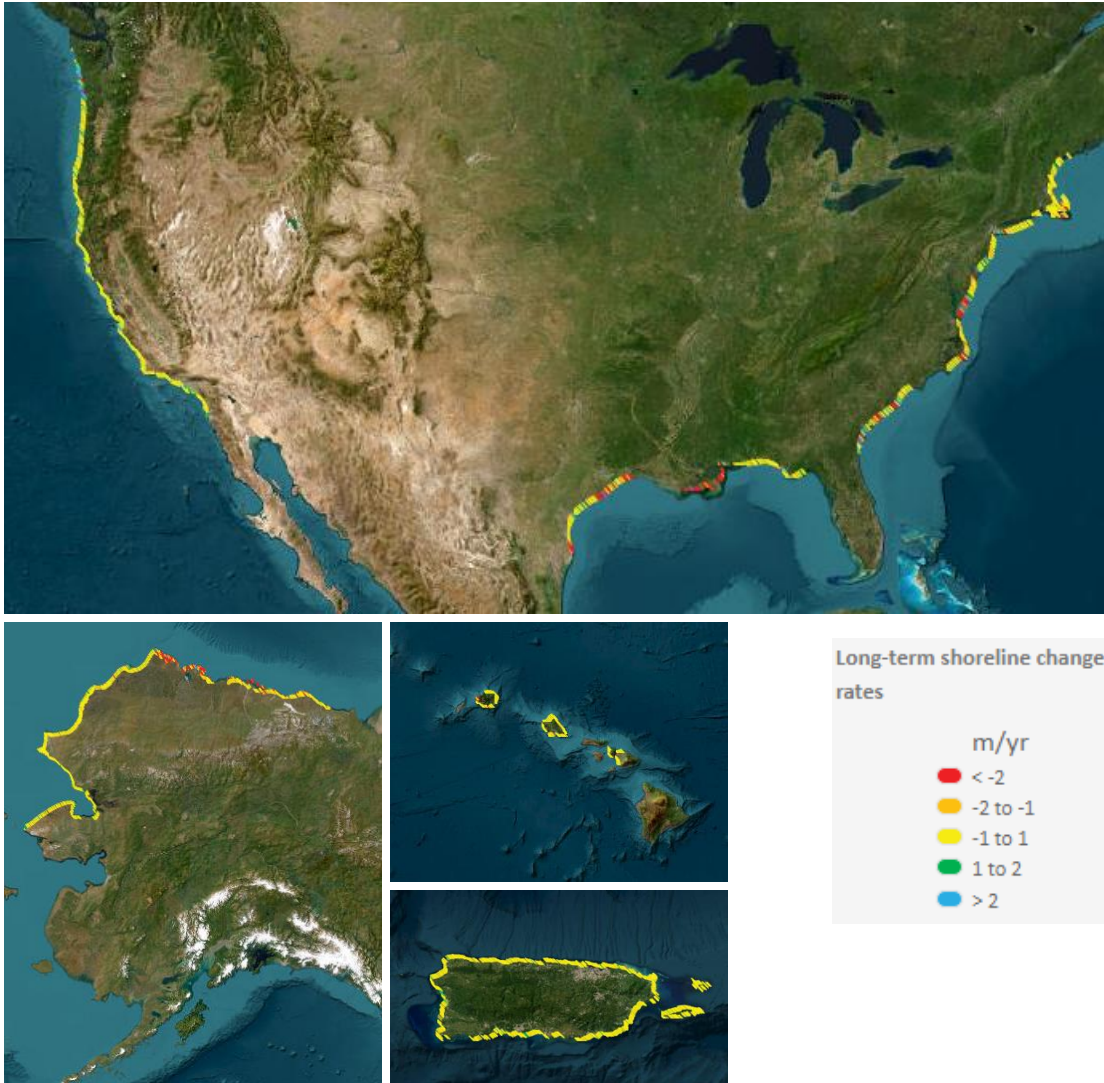 Long-term shoreline change
rates
m/yr
< -2
-2 to -1
-1 to 1
1 to 2
> 2